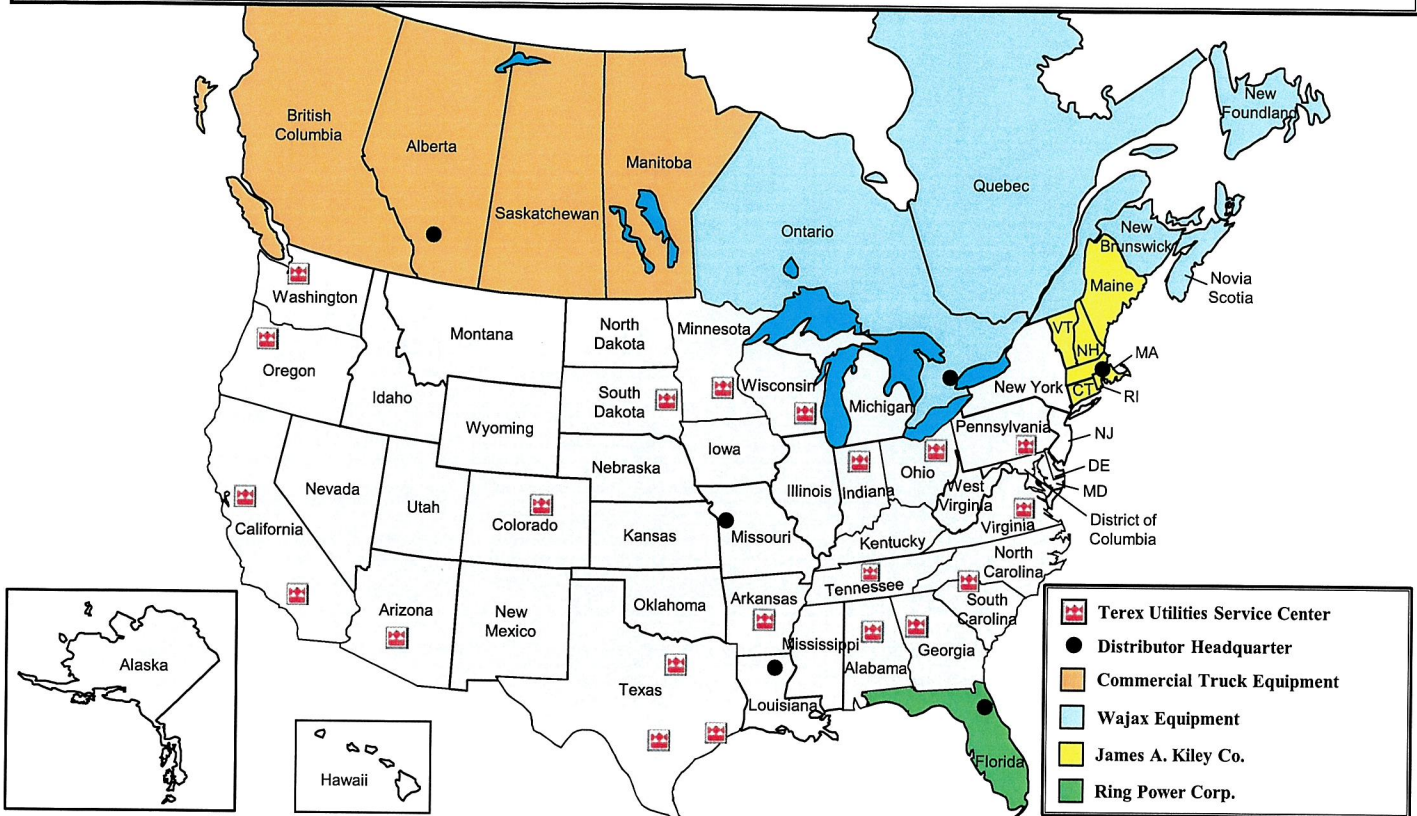 British
Columbia
Alberta
Saskatchewan
Manitoba
Ontario
Quebec
New
Foundland
New
Brunswick
Novia
Scotia
Maine
VT
NH
MA
CT
RI
Washington
Oregon
Idaho
Montana
North
Dakota
South
Dakota
Minnesota
Wisconsin
Michigan
New York
Pennsylvania
NJ
DE
MD
District of
Columbia
Wyoming
Nebraska
Iowa
Illinois
Indiana
Ohio
West
Virginia
Virginia
California
Nevada
Utah
Colorado
Kansas
Missouri
Kentucky
Tennessee
North
Carolina
South
Carolina
Arizona
New
Mexico
Oklahoma
Arkansas
Mississippi
Alabama
Georgia
Texas
Louisiana
Florida
Alaska
Hawaii
Terex Utilities Service Center
Distributor Headquarter
Commercial Truck Equipment
Wajax Equipment
James A. Kiley Co.
Ring Power Corp.